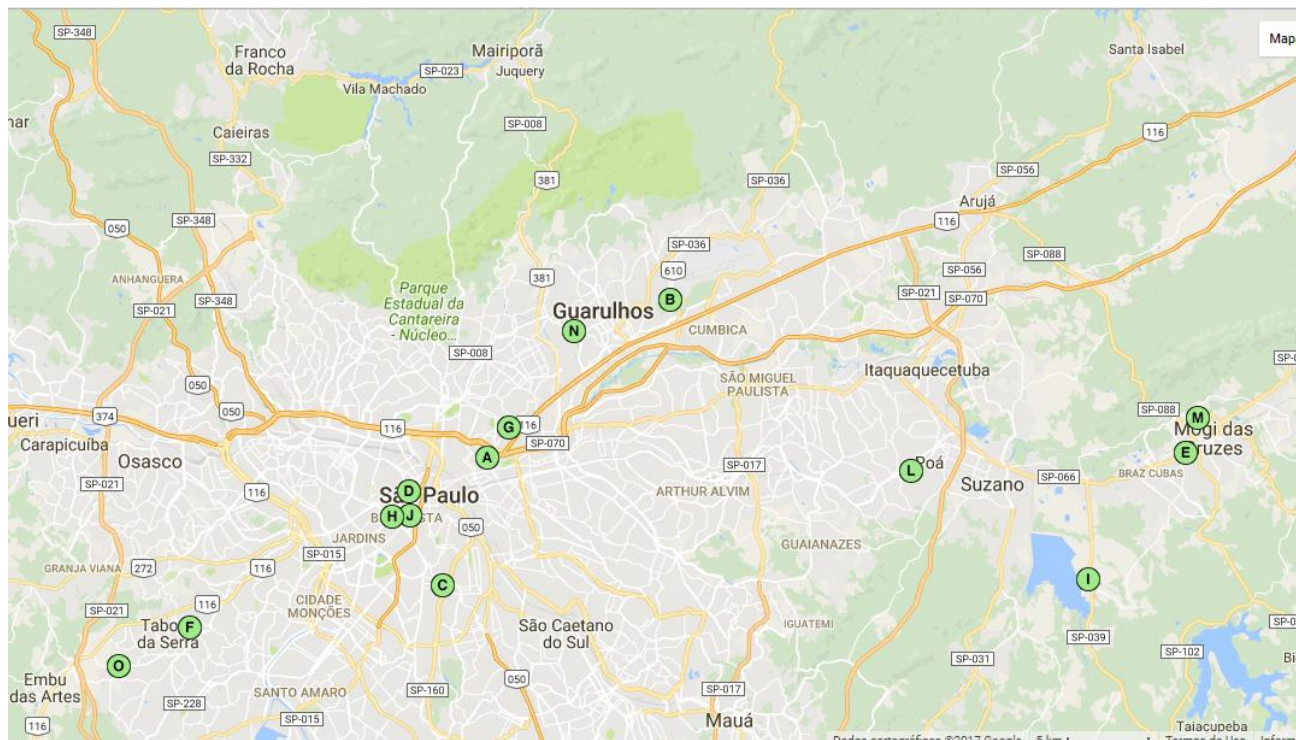 SP-348
Franco
da Rocha
Mairiporã
Juquery
SP-023
Vila Machado
Santa Isabel
Mapa
nar
Caieiras
SP-008
SP-332
116
SP-056
381
SP-036
Arujá
SP-348
050
116
SP-036
SP-088
ANHANGUERA
381
610
SP-056
Parque
Estadual da
Cantareira
- Núcleo...
SP-021
SP-348
SP-021
SP-070
B
Guarulhos
N
CUMBICA
SP-008
050
SÃO MIGUEL
PAULISTA
Itaquaquecetuba
374
050
SP-088
M
ueri
Carapicuíba
116
G
116
SP-070
Mogi das
Cruzes
A
E
Osasco
SP-017
L
Poá
BRAZ CUBAS
SP-021
116
D
São Paulo
ARTHUR ALVIM
Suzano
SP-066
H
J
JARDINS
050
GUAIANAZES
SP-015
GRANJA VIANA
272
116
C
I
SP-021
116
CIDADE
MONÇÕES
F
da Serra
São Caetano
do Sul
IGUATEMI
SP-039
O
SP-031
SP-102
Embu
das Artes
SANTO AMARO
SP-160
050
SP-017
SP-228
116
SP-015
Mauá
Taiaçupeba